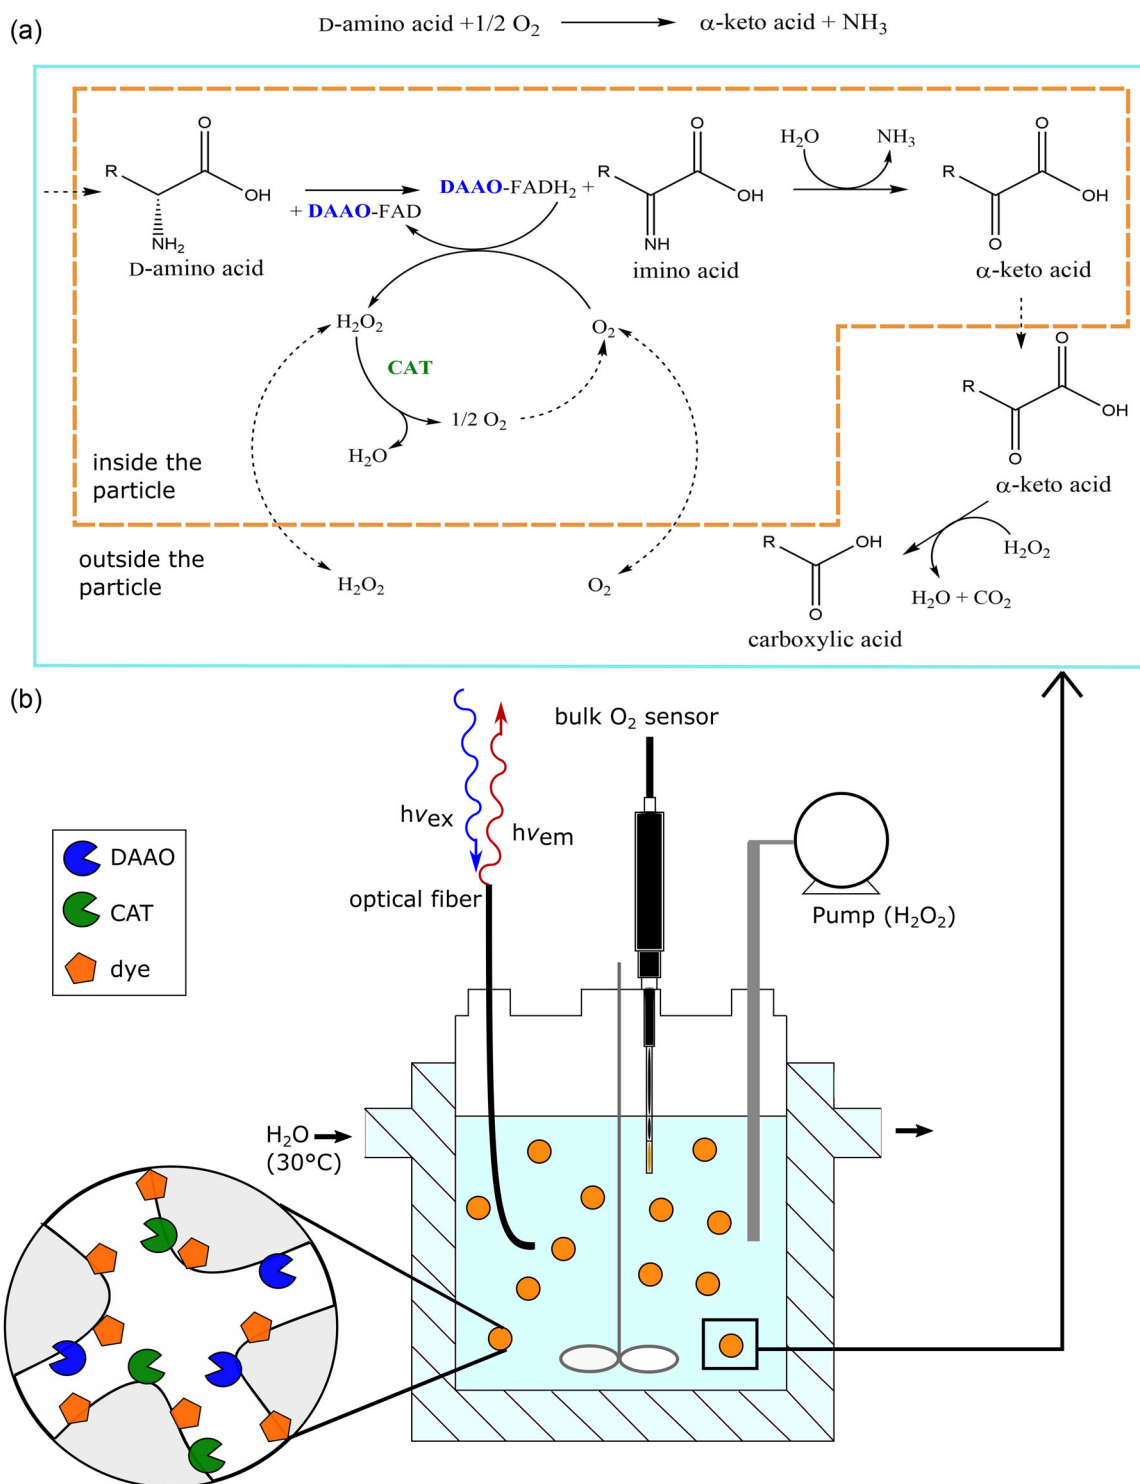 (a)
D-amino acid +1/2 O₂ → α-keto acid + NH₃
O
R
OH
NH₂
D-amino acid
+ DAAO-FAD
DAAO-FADH₂ +
O
R
OH
NH
imino acid
H₂O
NH₃
O
R
OH
O
α-keto acid
H₂O₂
O₂
CAT
1/2 O₂
H₂O
O
R
OH
O
α-keto acid
inside the
particle
outside the
particle
H₂O₂
O₂
R
OH
O
carboxylic acid
H₂O₂
H₂O + CO₂
(b)
bulk O₂ sensor
hνex
hνem
optical fiber
Pump (H₂O₂)
DAAO
CAT
dye
H₂O
(30°C)